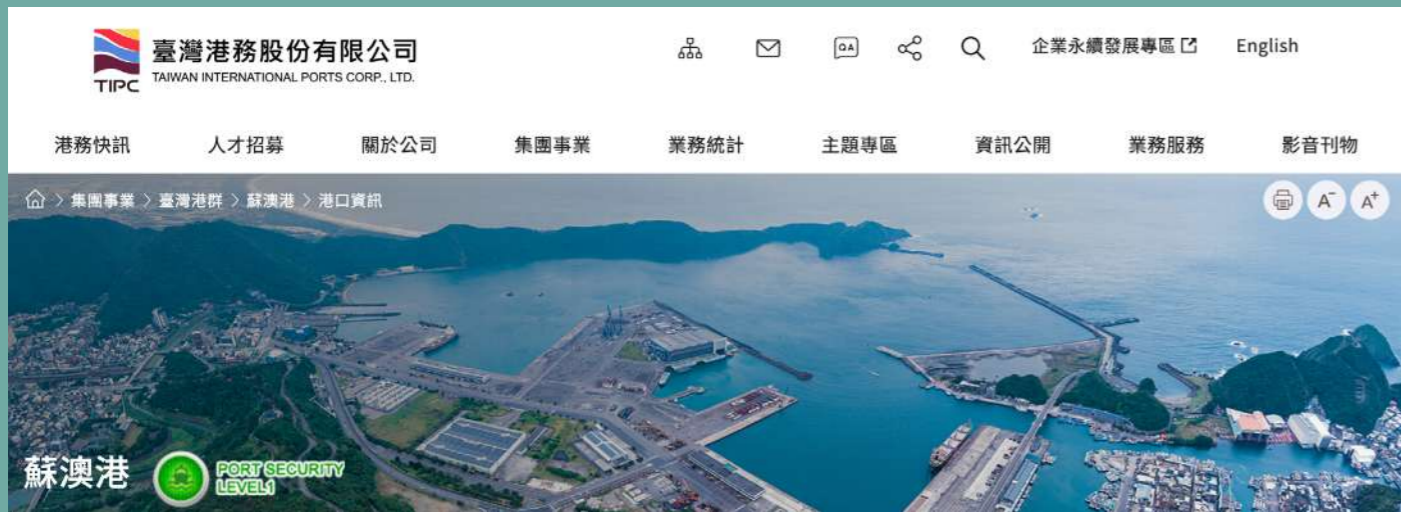 TIPC
臺灣港務股份有限公司
TAIWAN INTERNATIONAL PORTS CORP., LTD.
QA
企業永續發展專區
English
港務快訊 人才招募 關於公司 集團事業 業務統計 主題專區 資訊公開 業務服務 影音刊物
集團事業 〉 臺灣港群 〉 蘇澳港 〉 港口資訊
A- A+
蘇澳港
PORT SECURITY
LEVEL1